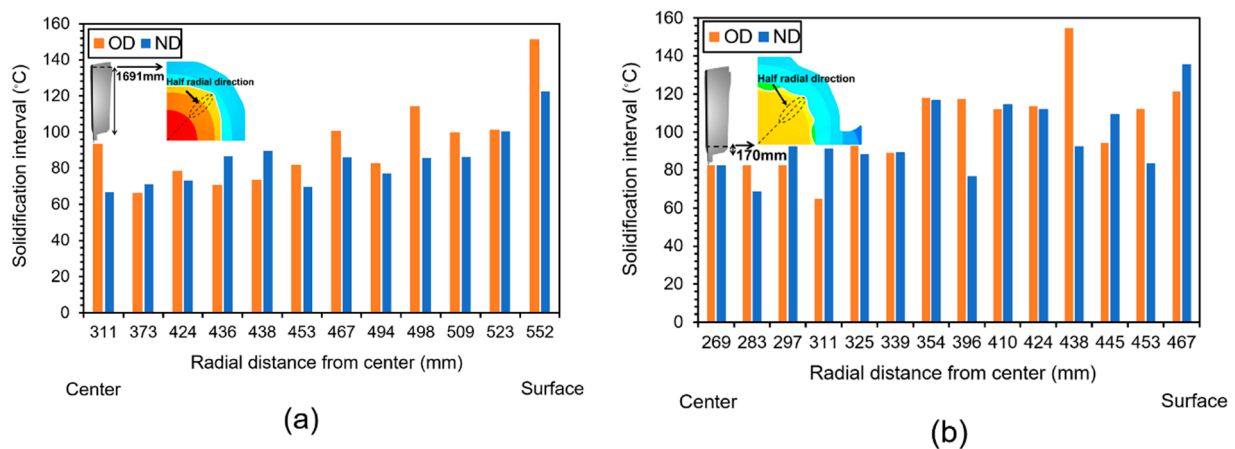 160
140
120
100
80
60
40
20
0
Solidification interval (°C)
OD ND
1691mm
Half radial direction
311 373 424 436 438 453 467 494 498 509 523 552
Radial distance from center (mm)
Center Surface
(a)
160
140
120
100
80
60
40
20
0
Solidification interval (°C)
OD ND
Half radial direction
170mm
269 283 297 311 325 339 354 396 410 424 438 445 453 467
Radial distance from center (mm)
Center Surface
(b)